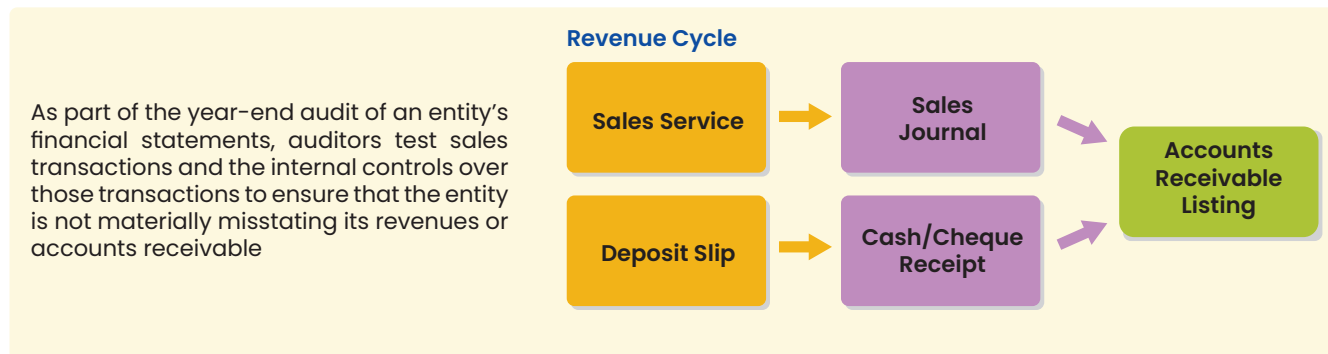 As part of the year-end audit of an entity's
financial statements, auditors test sales
transactions and the internal controls over
those transactions to ensure that the entity
is not materially misstating its revenues or
accounts receivable
Revenue Cycle
Sales Service
Sales
Journal
Deposit Slip
Cash/Cheque
Receipt
Accounts
Receivable
Listing